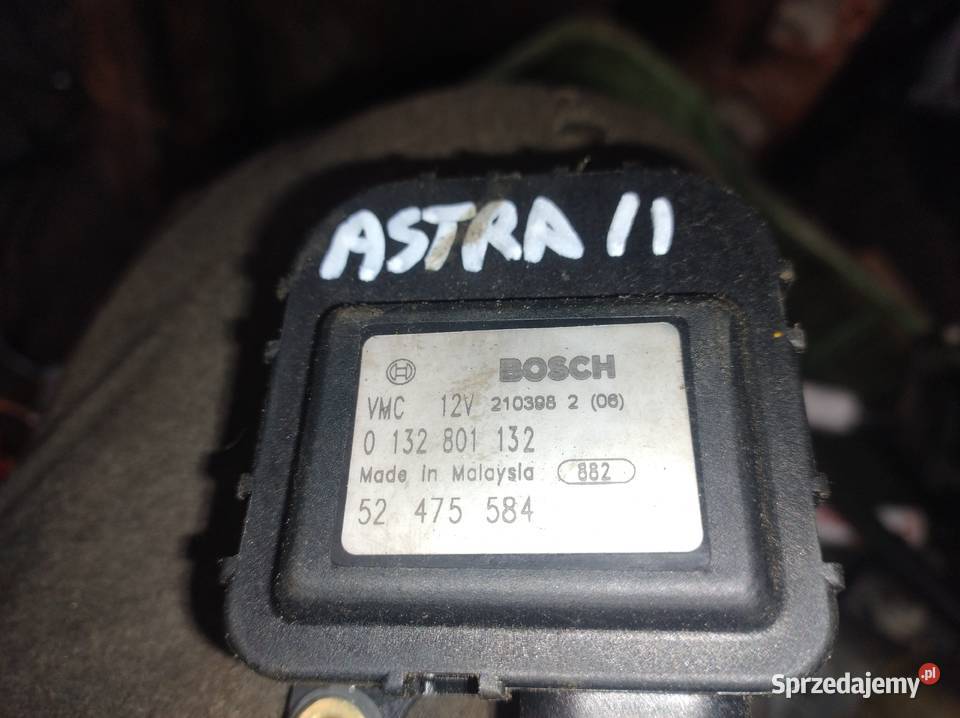 ASTRA II
BOSCH
VMC 12V 210398 2 (06)
0 132 801 132
Made in Malaysia 882
52 475 584
Sprzedajemy.pl